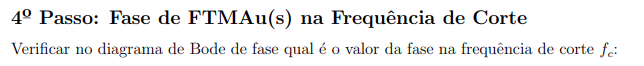 4º Passo: Fase de FTMAu(s) na Frequência de Corte
Verificar no diagrama de Bode de fase qual é o valor da fase na frequência de corte f_c: